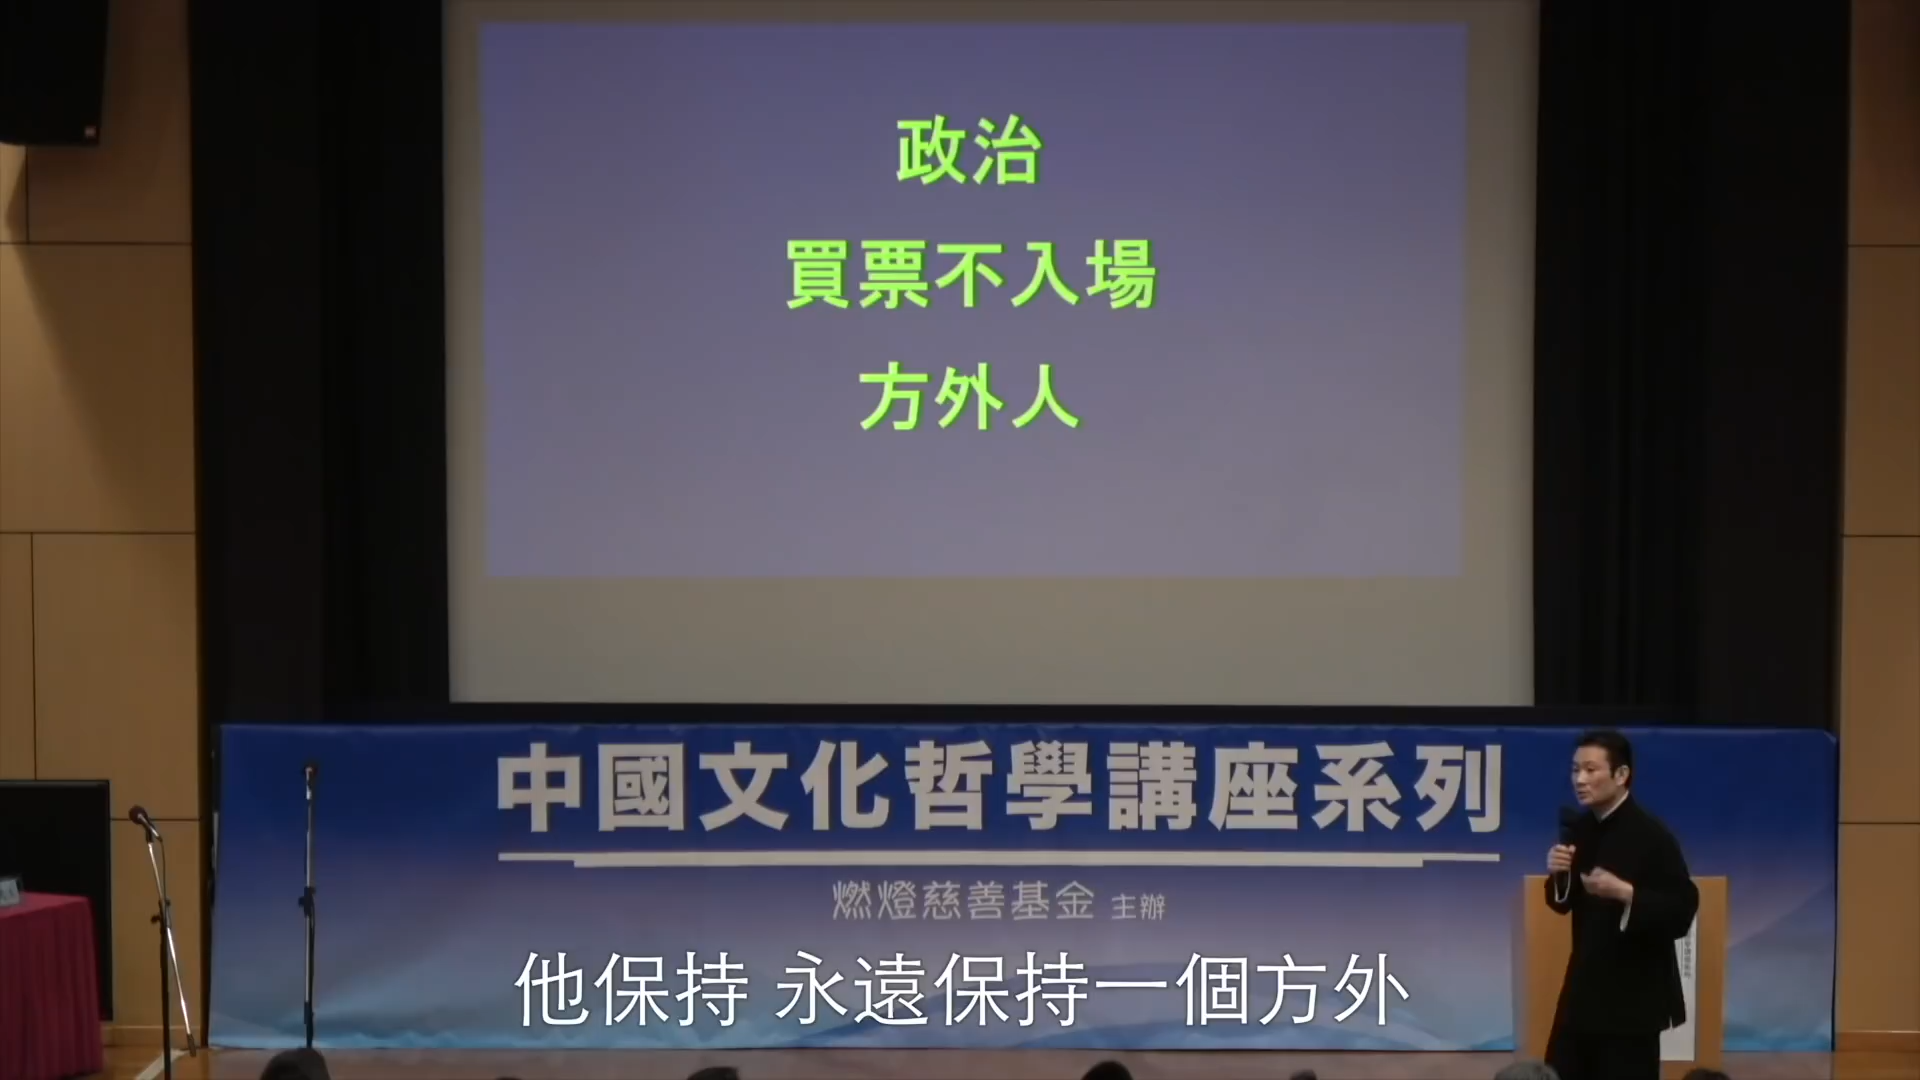 政治
買票不入場
方外人
中國文化哲學講座系列
燃燈慈善基金 主辦
他保持 永遠保持一個方外